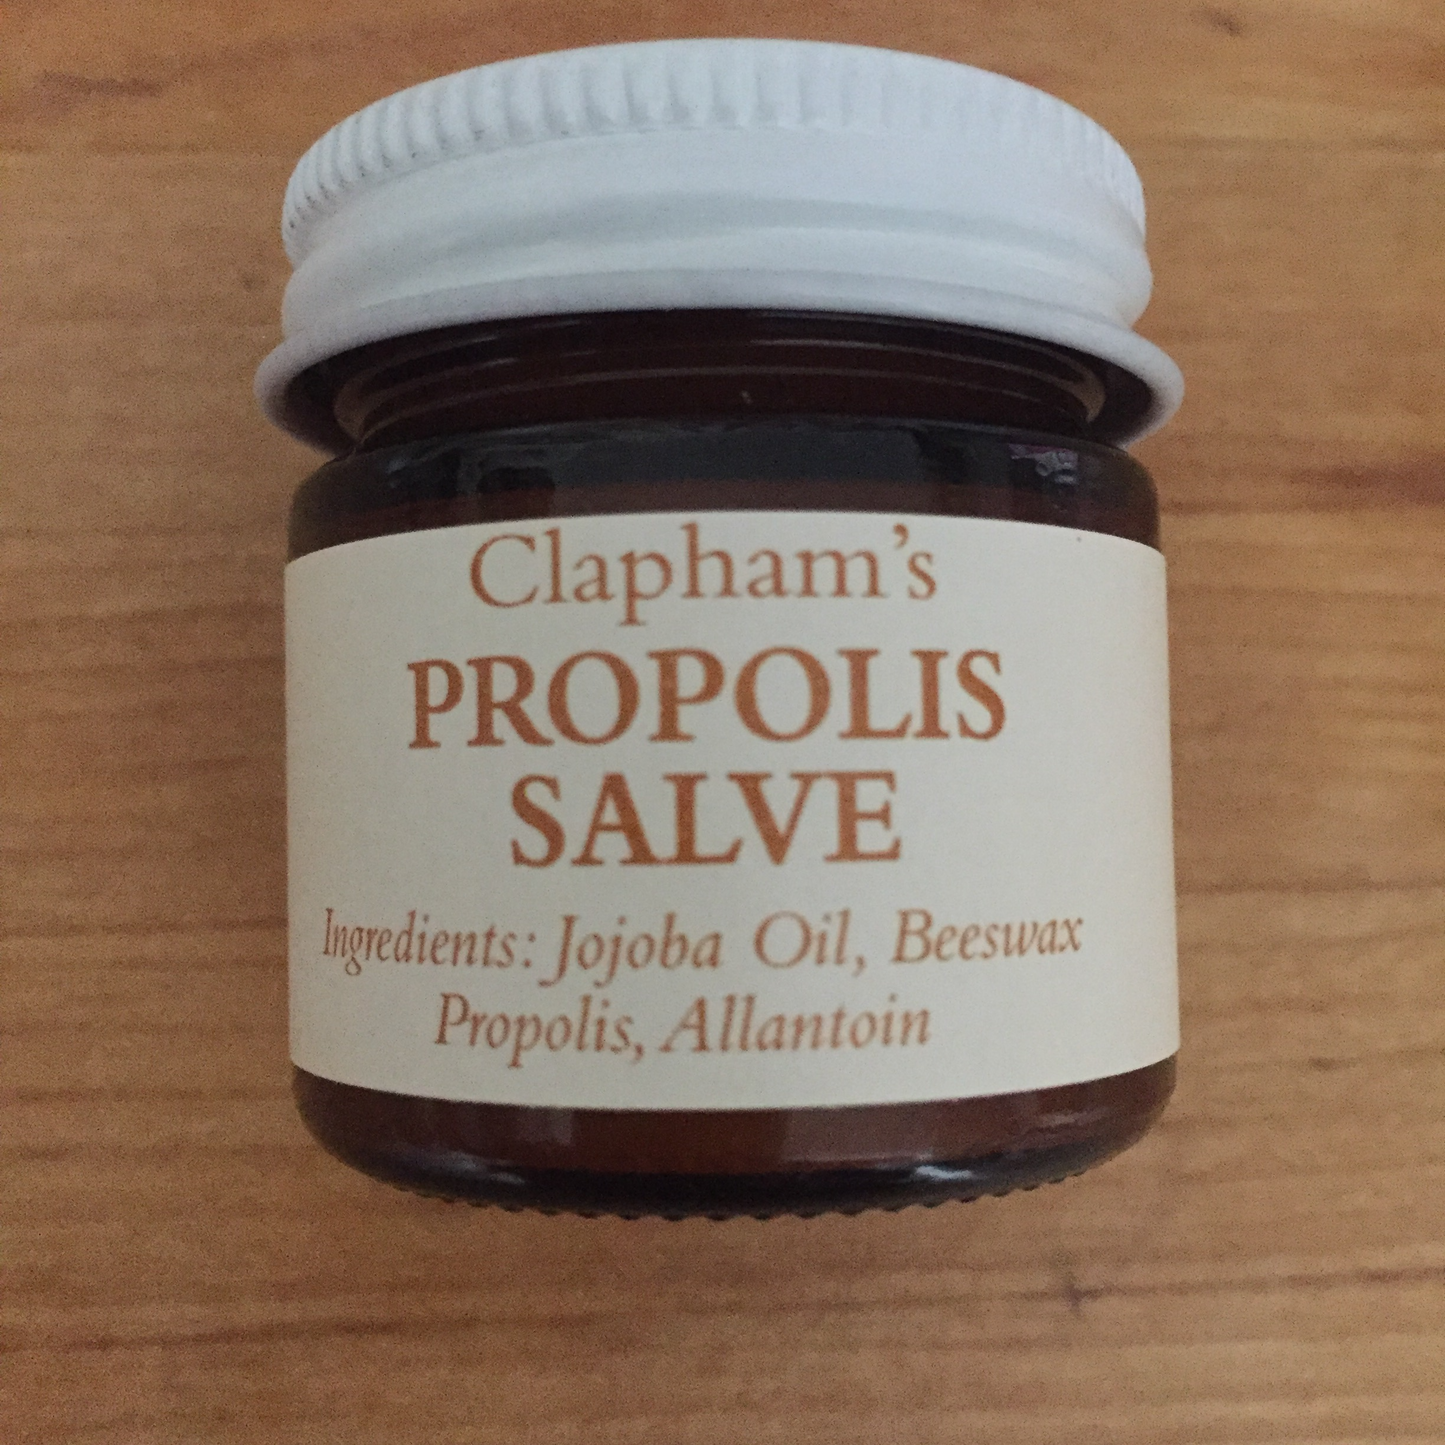 Clapham's
PROPOLIS
SALVE
Ingredients: Jojoba Oil, Beeswax
Propolis, Allantoin